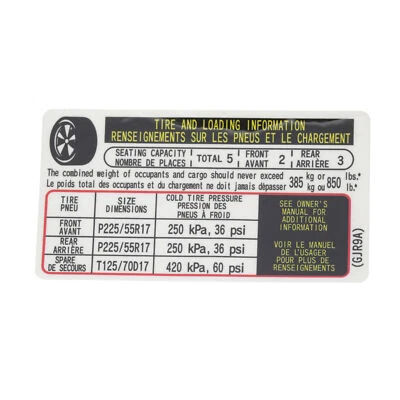 TIRE AND LOADING INFORMATION
RENSEIGNEMENTS SUR LES PNEUS ET LE CHARGEMENT
SEATING CAPACITY
NOMBRE DE PLACES
TOTAL 5
FRONT
AVANT
2
REAR
ARRIÈRE
3
The combined weight of occupants and cargo should never exceed 385 kg or 850 lbs.*
Le poids total des occupants et du chargement ne doit jamais dépasser kg ou lb.*
TIRE
PNEU
SIZE
DIMENSIONS
COLD TIRE PRESSURE
PRESSION DES
PNEUS À FROID
FRONT
AVANT
P225/55R17
250 kPa, 36 psi
REAR
ARRIÈRE
P225/55R17
250 kPa, 36 psi
SPARE
DE SECOURS
T125/70D17
420 kPa, 60 psi
SEE OWNER'S
MANUAL FOR
ADDITIONAL
INFORMATION
VOIR LE MANUEL
DE L'USAGER
POUR PLUS DE
RENSEIGNEMENTS
(GJR9A)